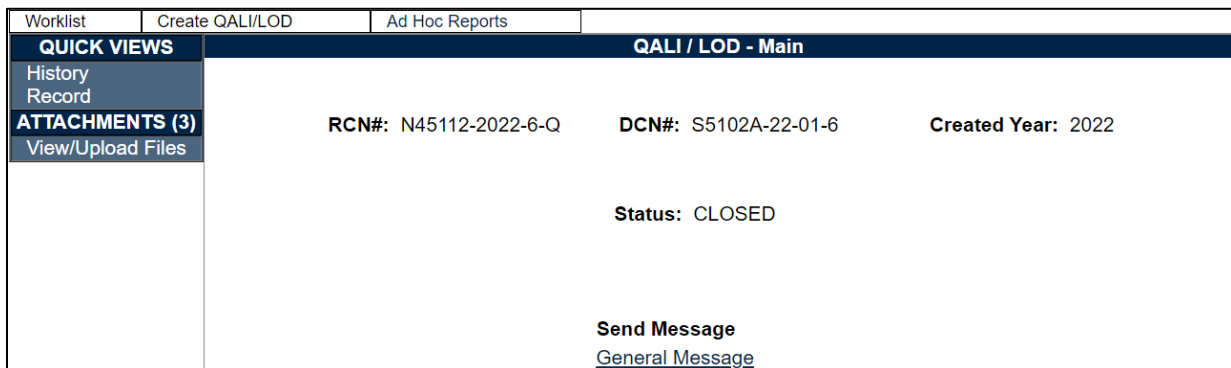 Worklist Create QALI/LOD Ad Hoc Reports
QUICK VIEWS
History
Record
ATTACHMENTS (3)
View/Upload Files
QALI / LOD - Main
RCN#: N45112-2022-6-Q DCN#: S5102A-22-01-6 Created Year: 2022
Status: CLOSED
Send Message
General Message